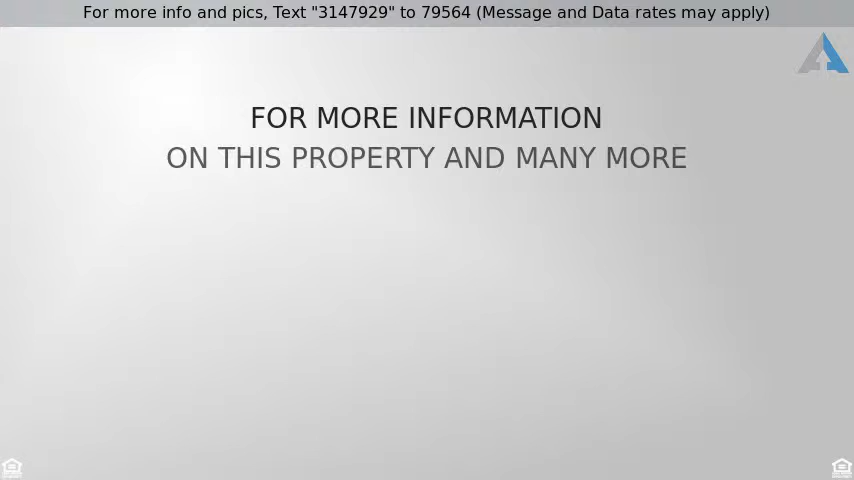 For more info and pics, Text "3147929" to 79564 (Message and Data rates may apply)
FOR MORE INFORMATION
ON THIS PROPERTY AND MANY MORE